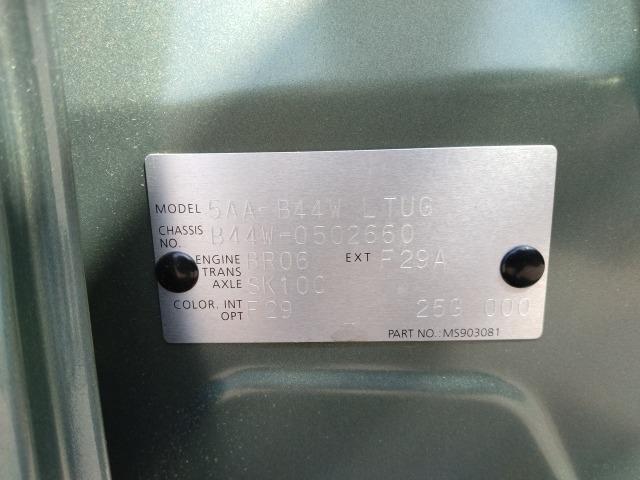 MODEL 5AA-B44W LTUG
CHASSIS NO. B44W-0502660
ENGINE BR06 EXT F29A
TRANS AXLE SK10C
COLOR. INT F29 25G 000
OPT
PART NO.: MS903081